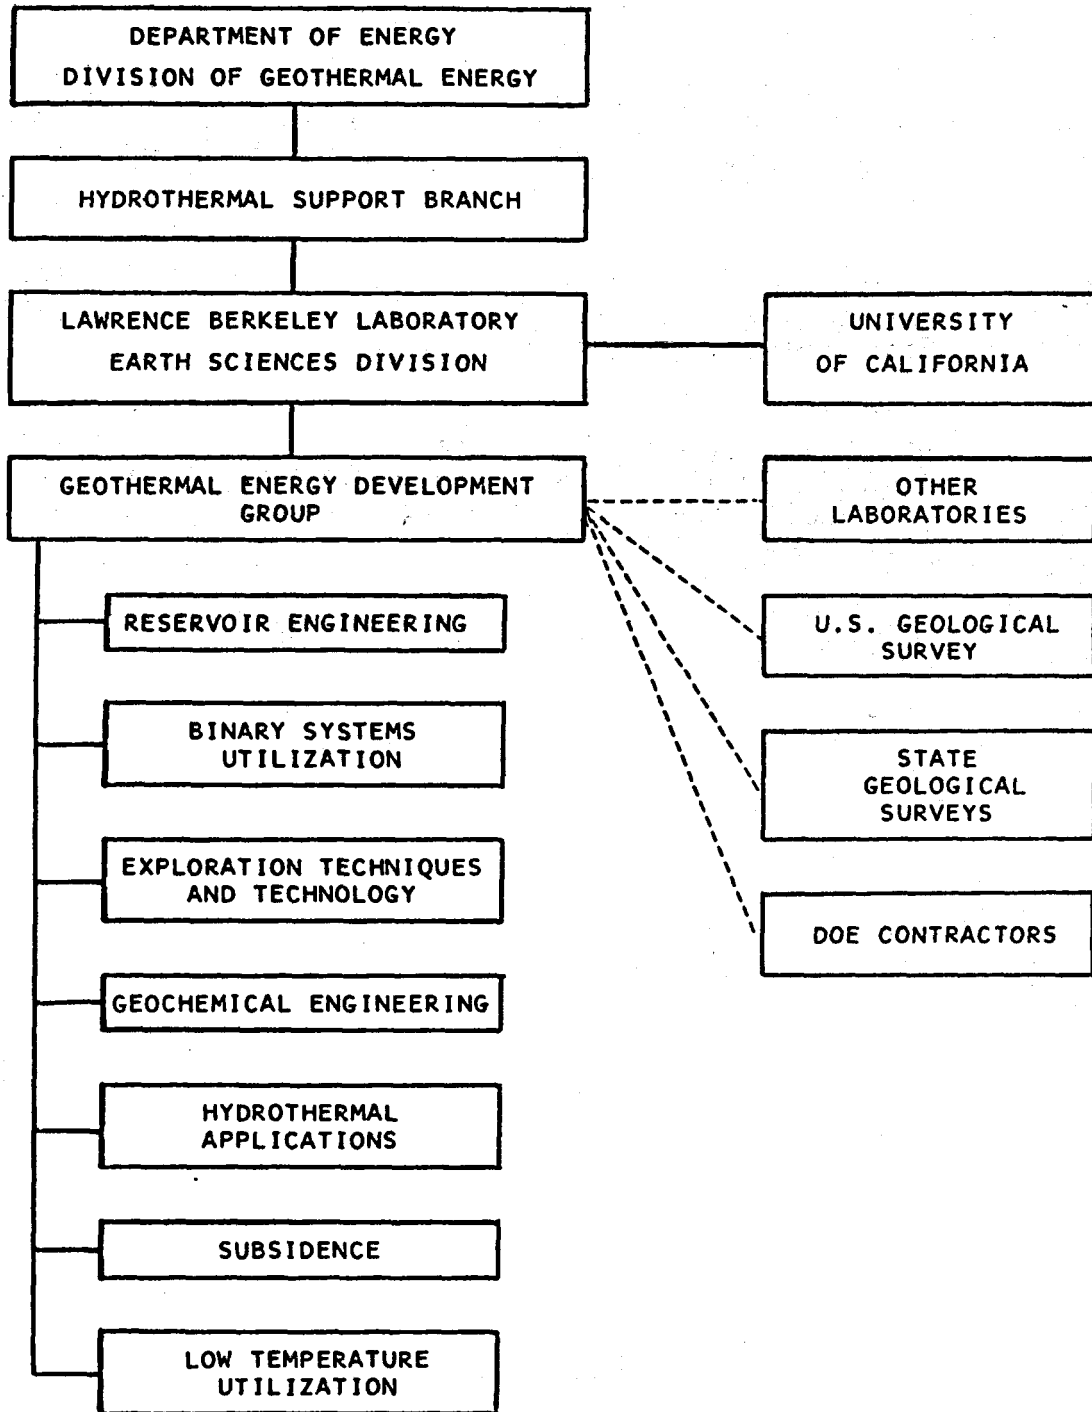 DEPARTMENT OF ENERGY
DIVISION OF GEOTHERMAL ENERGY
HYDROTHERMAL SUPPORT BRANCH
LAWRENCE BERKELEY LABORATORY
EARTH SCIENCES DIVISION
UNIVERSITY
OF CALIFORNIA
GEOTHERMAL ENERGY DEVELOPMENT
GROUP
OTHER
LABORATORIES
RESERVOIR ENGINEERING
U.S. GEOLOGICAL
SURVEY
BINARY SYSTEMS
UTILIZATION
STATE
GEOLOGICAL
SURVEYS
EXPLORATION TECHNIQUES
AND TECHNOLOGY
DOE CONTRACTORS
GEOCHEMICAL ENGINEERING
HYDROTHERMAL
APPLICATIONS
SUBSIDENCE
LOW TEMPERATURE
UTILIZATION